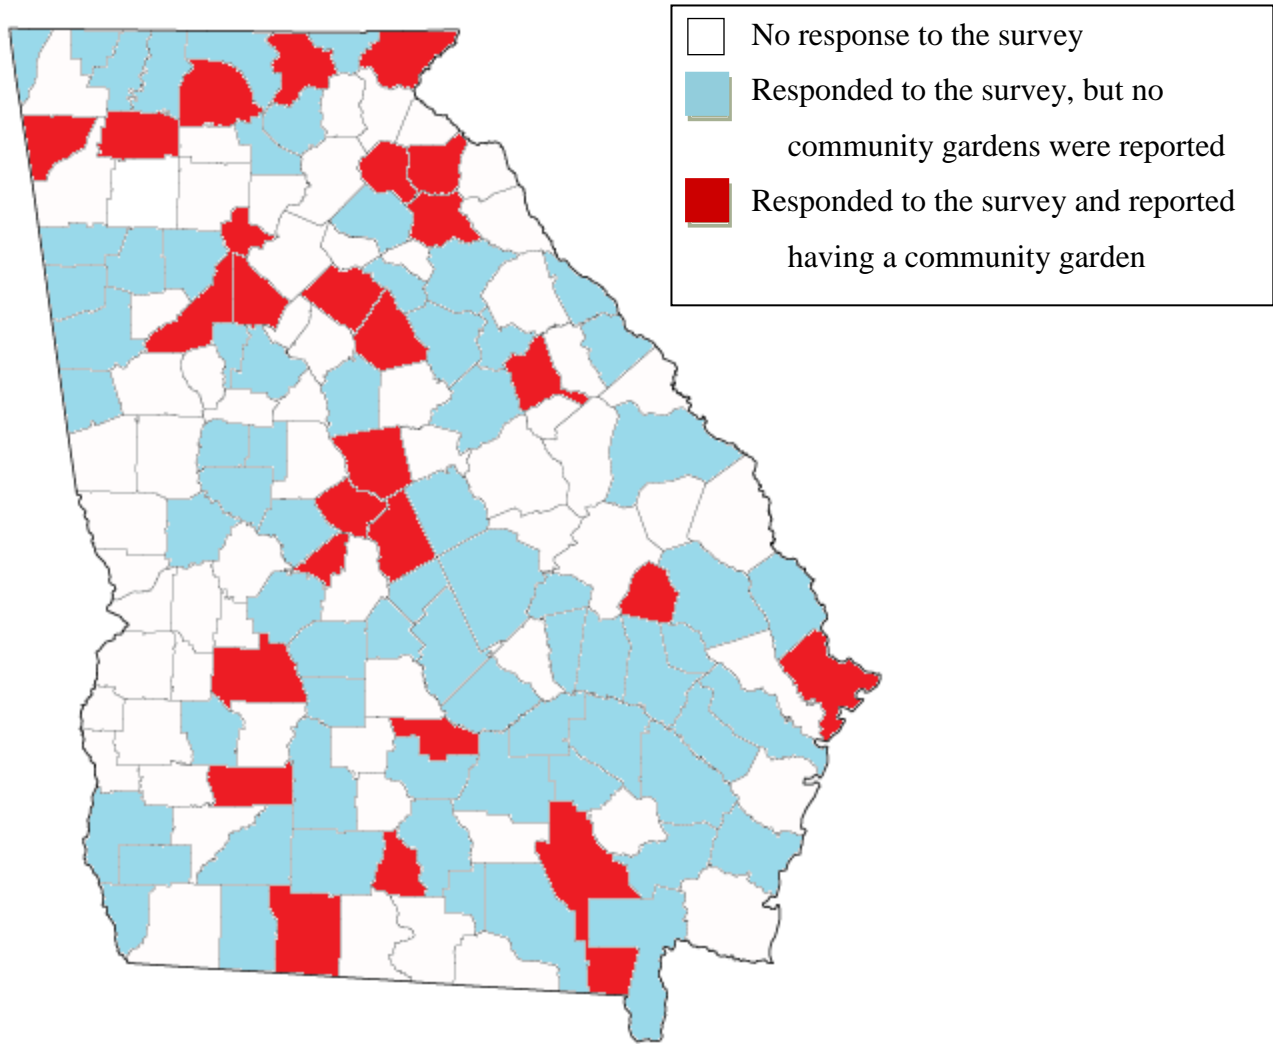 No response to the survey
Responded to the survey, but no
community gardens were reported
Responded to the survey and reported
having a community garden